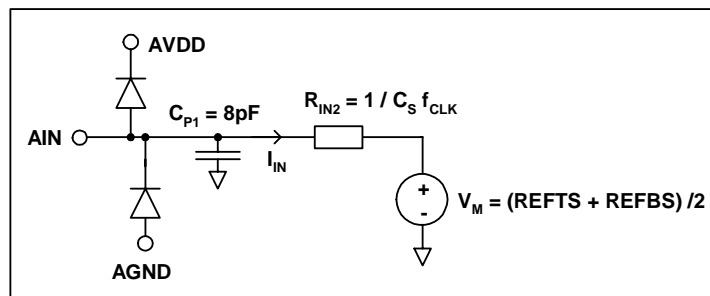 AVDD
C_P1 = 8pF
R_IN2 = 1 / C_S f_CLK
AIN
I_IN
+
-
V_M = (REFTS + REFBS) /2
AGND